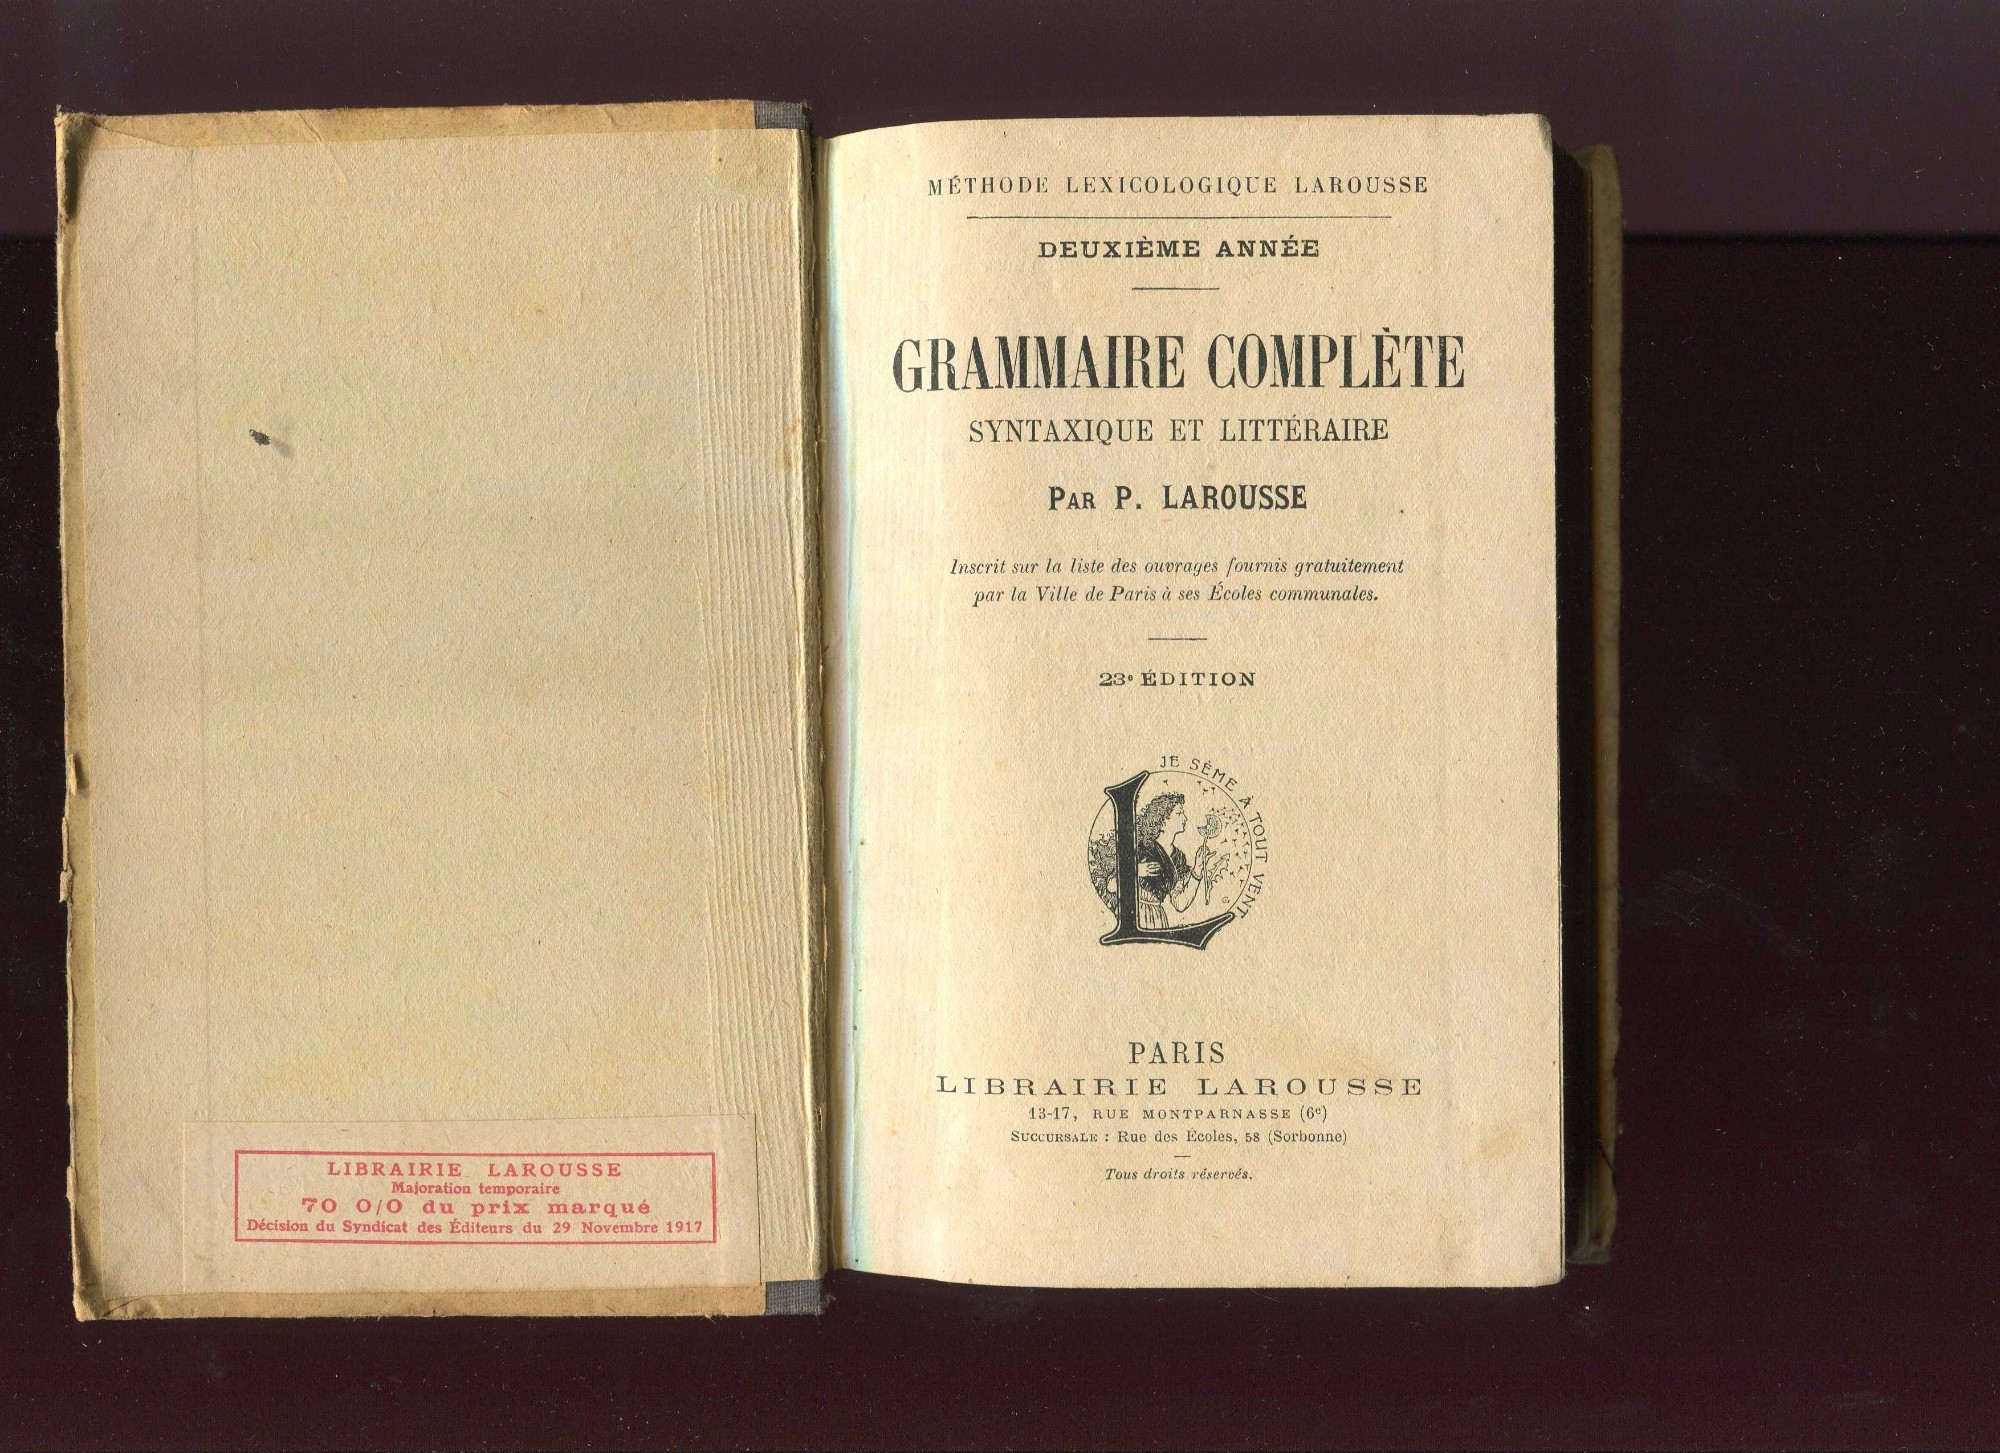 LIBRAIRIE LAROUSSE
Majoration temporaire
70 0/0 du prix marqué
Décision du Syndicat des Éditeurs du 29 Novembre 1917
MÉTHODE LEXICOLOGIQUE LAROUSSE
DEUXIÈME ANNÉE
GRAMMAIRE COMPLÈTE
SYNTAXIQUE ET LITTÉRAIRE
PAR P. LAROUSSE
Inscrit sur la liste des ouvrages fournis gratuitement
par la Ville de Paris à ses Écoles communales.
23e ÉDITION
JE SÈME À TOUT VENT
L
PARIS
LIBRAIRIE LAROUSSE
13-17, RUE MONTPARNASSE (6e)
SUCCURSALE : Rue des Écoles, 58 (Sorbonne)
Tous droits réservés.